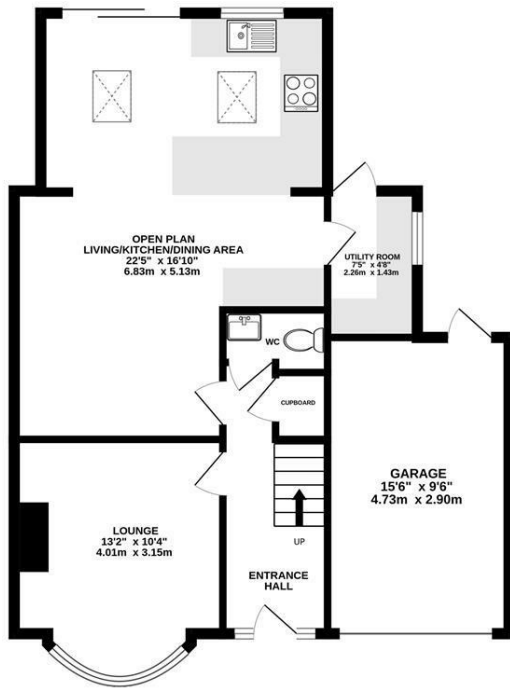 OPEN PLAN
LIVING/KITCHEN/DINING AREA
22'5" x 16'10"
6.83m x 5.13m
UTILITY ROOM
7'5" x 4'8"
2.26m x 1.43m
WC
CUPBOARD
GARAGE
15'6" x 9'6"
4.73m x 2.90m
LOUNGE
13'2" x 10'4"
4.01m x 3.15m
UP
ENTRANCE
HALL